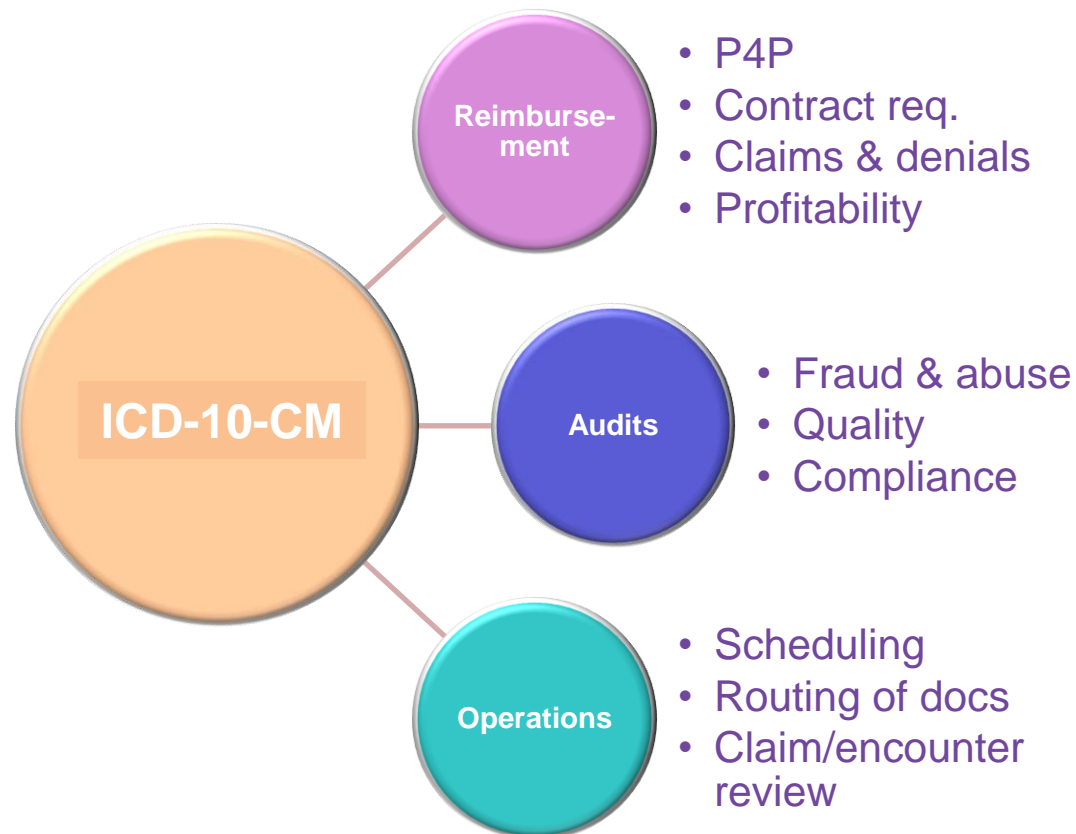 Reimburse-
ment
• P4P
• Contract req.
• Claims & denials
• Profitability
ICD-10-CM
Audits
• Fraud & abuse
• Quality
• Compliance
Operations
• Scheduling
• Routing of docs
• Claim/encounter
review